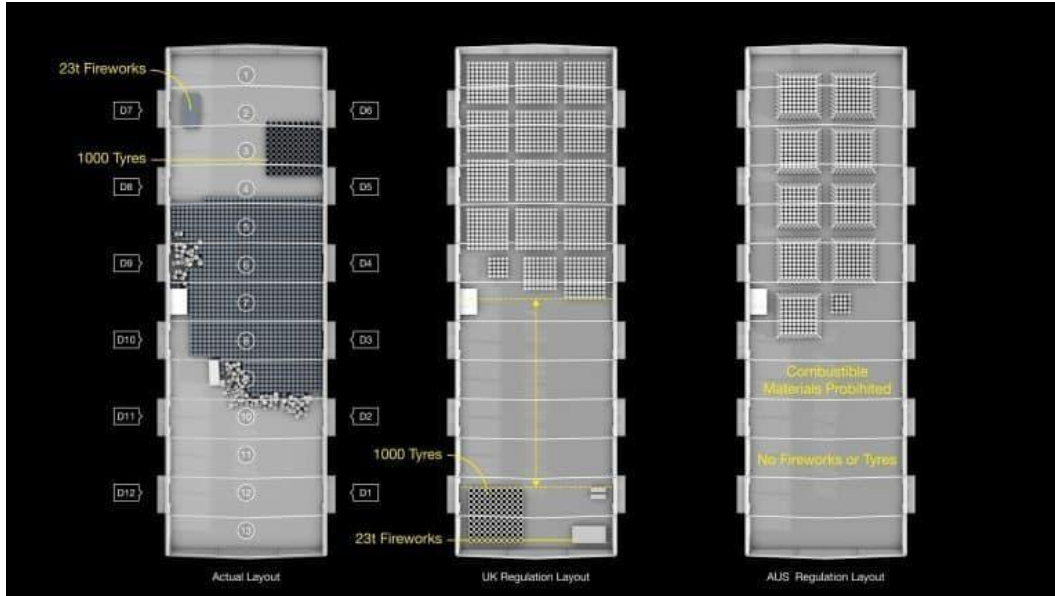 23t Fireworks
1000 Tyres
D7
D8
D9
D10
D11
D12
1
2
3
4
5
6
7
8
10
11
12
13
D6
D5
D4
D3
D2
D1
Actual Layout
1000 Tyres
23t Fireworks
UK Regulation Layout
Combustible
Materials Probihited
No Fireworks or Tyres
AUS Regulation Layout